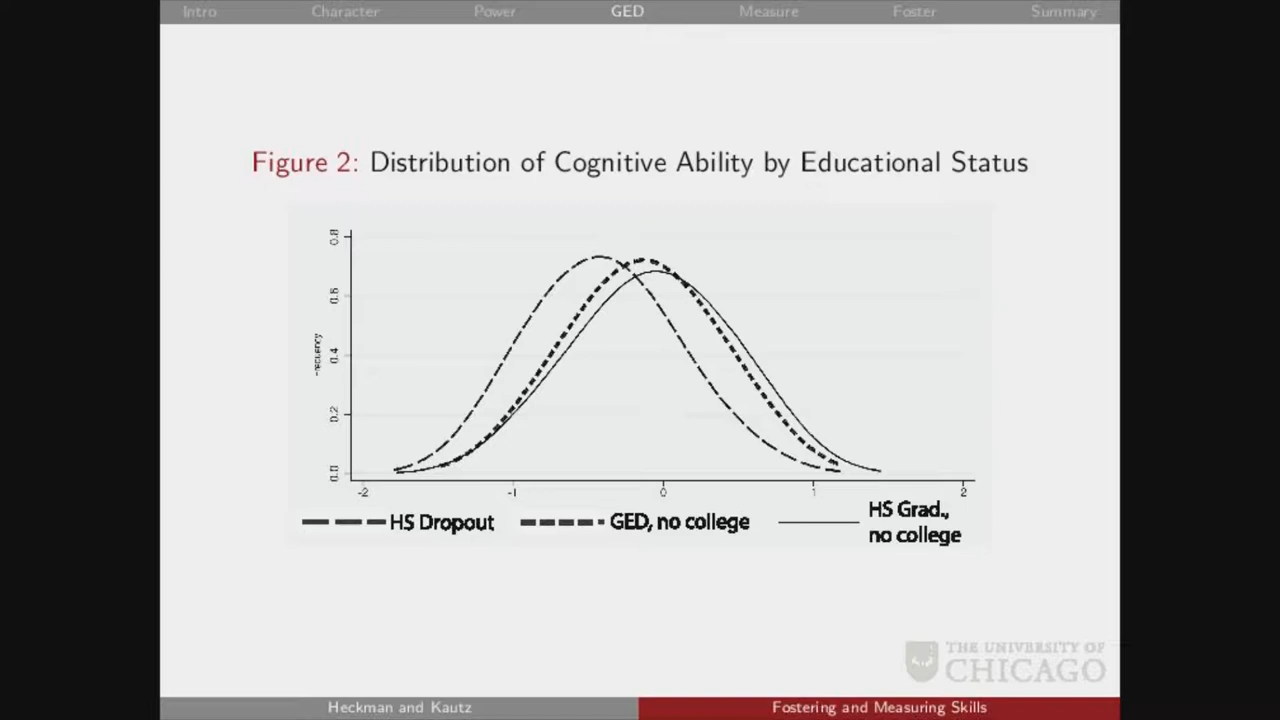 Intro Character Power GED Measure Foster Summary
Figure 2: Distribution of Cognitive Ability by Educational Status
0.8
0.6
0.4
0.2
0.0
-2 -1 0 1 2
HS Dropout GED, no college HS Grad., no college
THE UNIVERSITY OF
CHICAGO
Heckman and Kautz Fostering and Measuring Skills